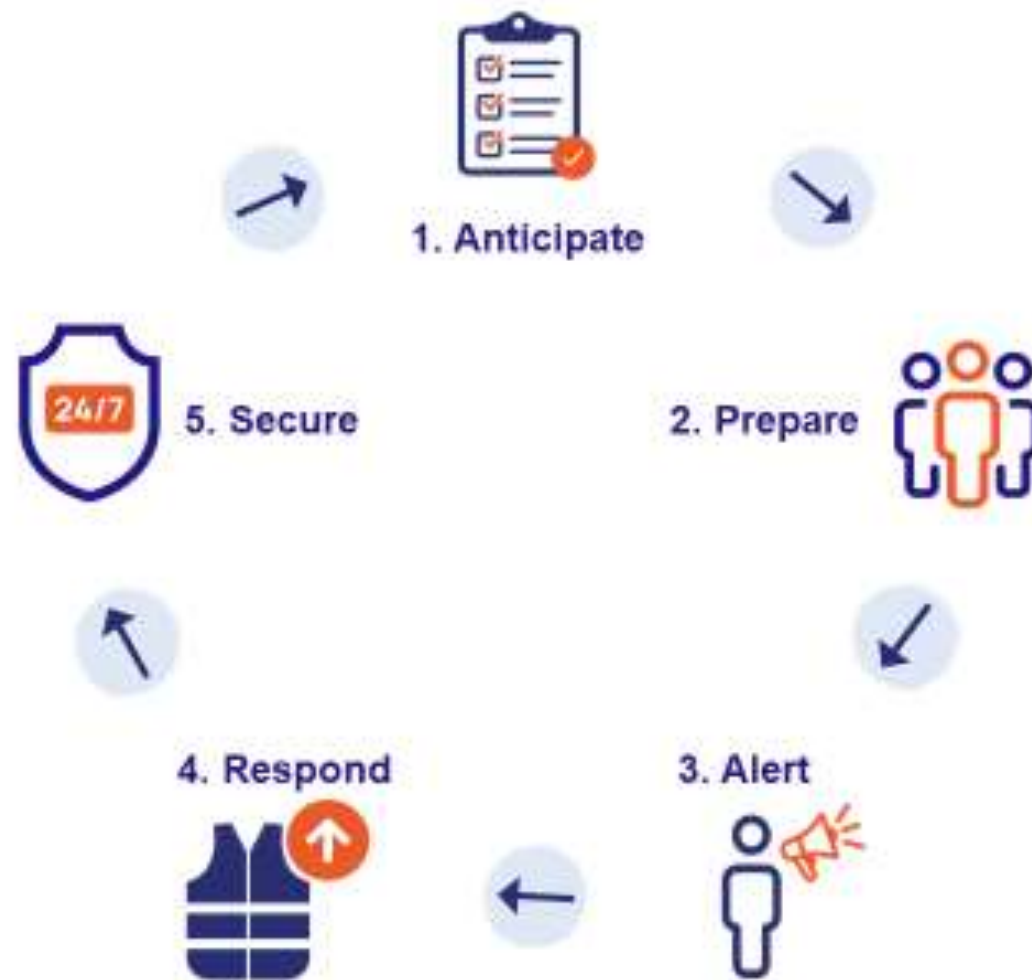 1. Anticipate
2. Prepare
3. Alert
4. Respond
5. Secure
24/7